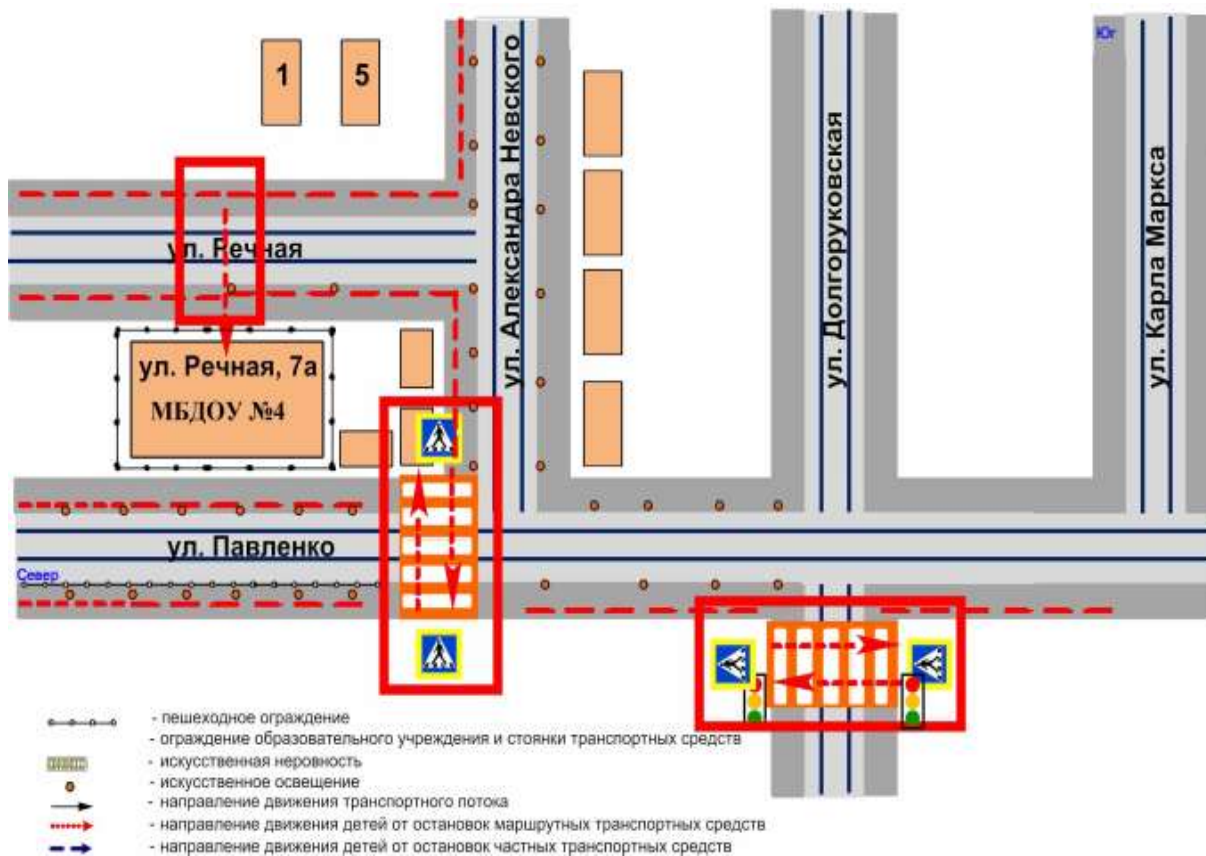 1
5
Юг
ул. Речная
ул. Александра Невского
ул. Долгоруковская
ул. Карла Маркса
ул. Речная, 7а
МБДОУ №4
ул. Павленко
Север
- пешеходное ограждение
- ограждение образовательного учреждения и стоянки транспортных средств
- искусственная неровность
- искусственное освещение
- направление движения транспортного потока
- направление движения детей от остановок маршрутных транспортных средств
- направление движения детей от остановок частных транспортных средств